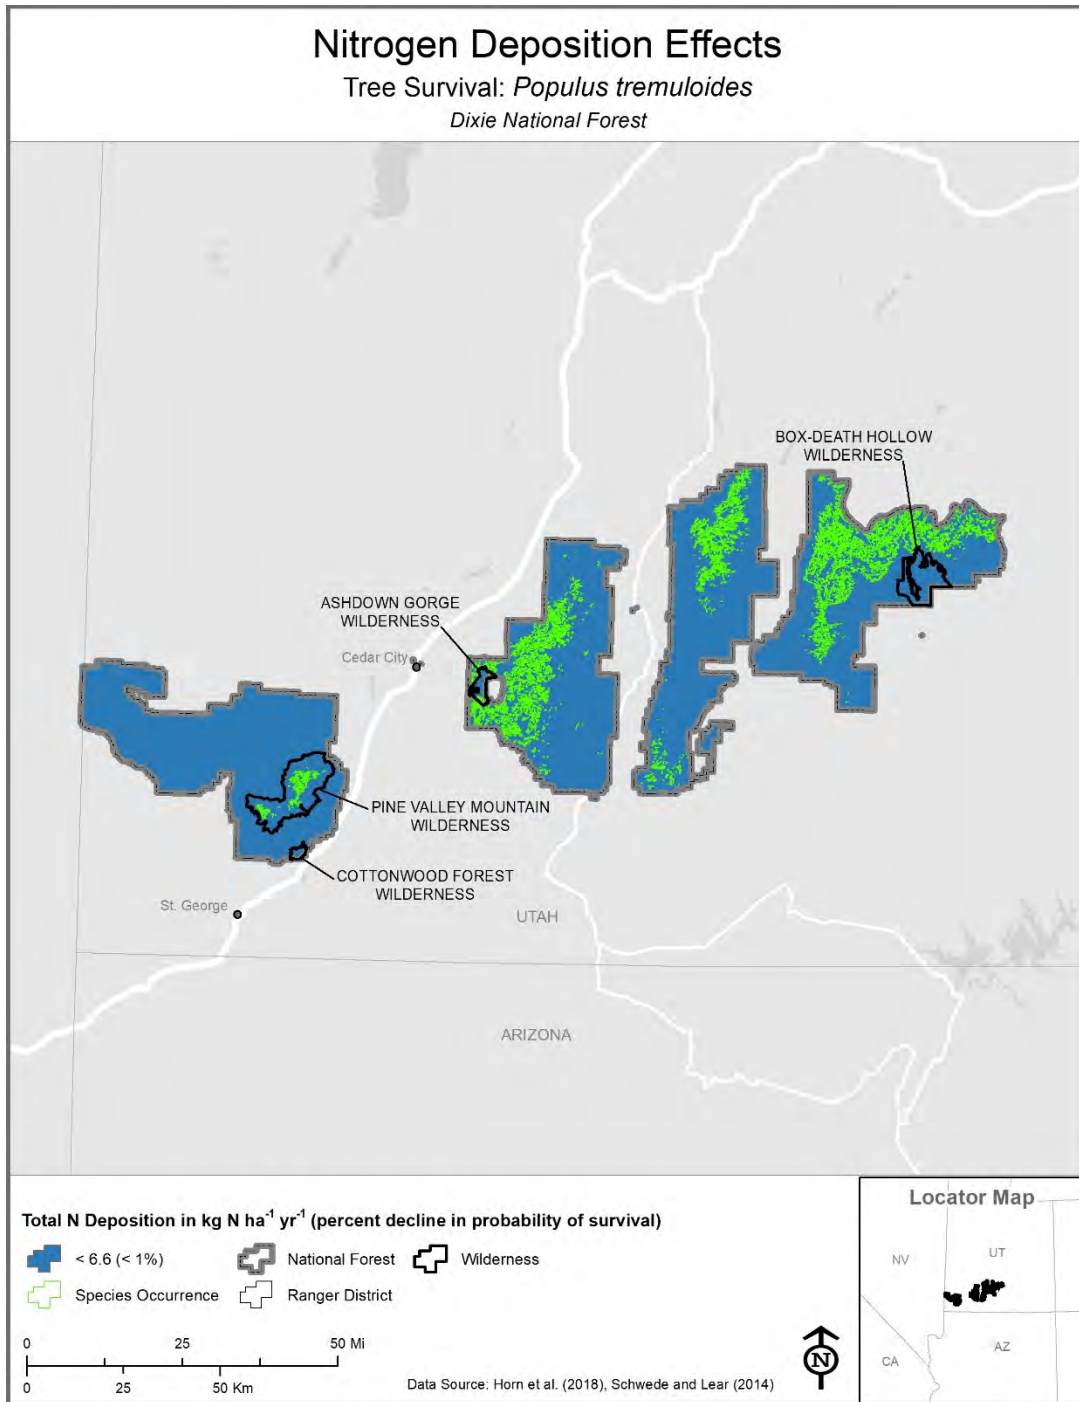 Nitrogen Deposition Effects
Tree Survival: Populus tremuloides
Dixie National Forest
BOX-DEATH HOLLOW
WILDERNESS
ASHDOWN GORGE
WILDERNESS
Cedar City
PINE VALLEY MOUNTAIN
WILDERNESS
COTTONWOOD FOREST
WILDERNESS
St. George
UTAH
ARIZONA
Total N Deposition in kg N ha⁻¹ yr⁻¹ (percent decline in probability of survival)
< 6.6 (< 1%)
National Forest
Wilderness
Species Occurrence
Ranger District
0 25 50 Mi
0 25 50 Km
Data Source: Horn et al. (2018), Schwede and Lear (2014)
N
Locator Map
NV
UT
CA
AZ